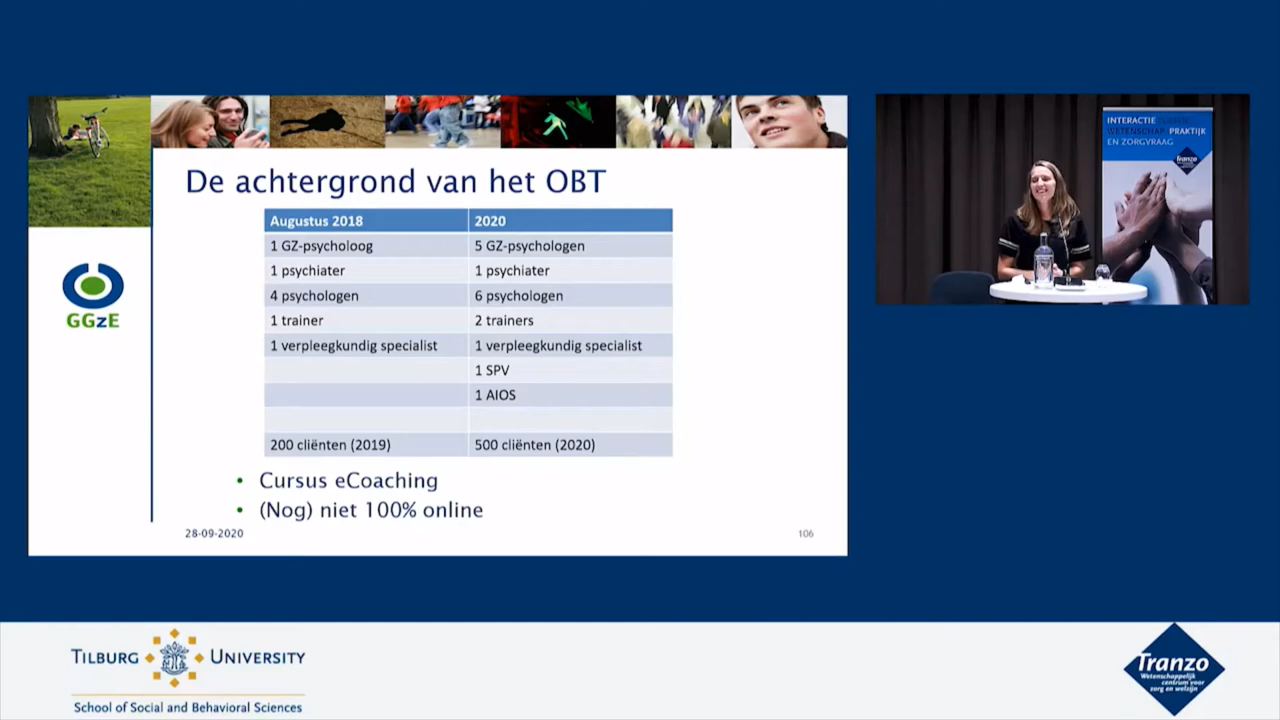 De achtergrond van het OBT
Augustus 2018 2020
1 GZ-psycholoog 5 GZ-psychologen
1 psychiater 1 psychiater
4 psychologen 6 psychologen
1 trainer 2 trainers
1 verpleegkundig specialist 1 verpleegkundig specialist
1 SPV
1 AIOS
200 cliënten (2019) 500 cliënten (2020)
• Cursus eCoaching
• (Nog) niet 100% online
28-09-2020 106
GGzE
INTERACTIE TUSSEN
WETENSCHAP PRAKTIJK
EN ZORGVRAAG
Tranzo
TILBURG UNIVERSITY
School of Social and Behavioral Sciences
Tranzo
Wetenschappelijk
centrum voor
zorg en welzijn